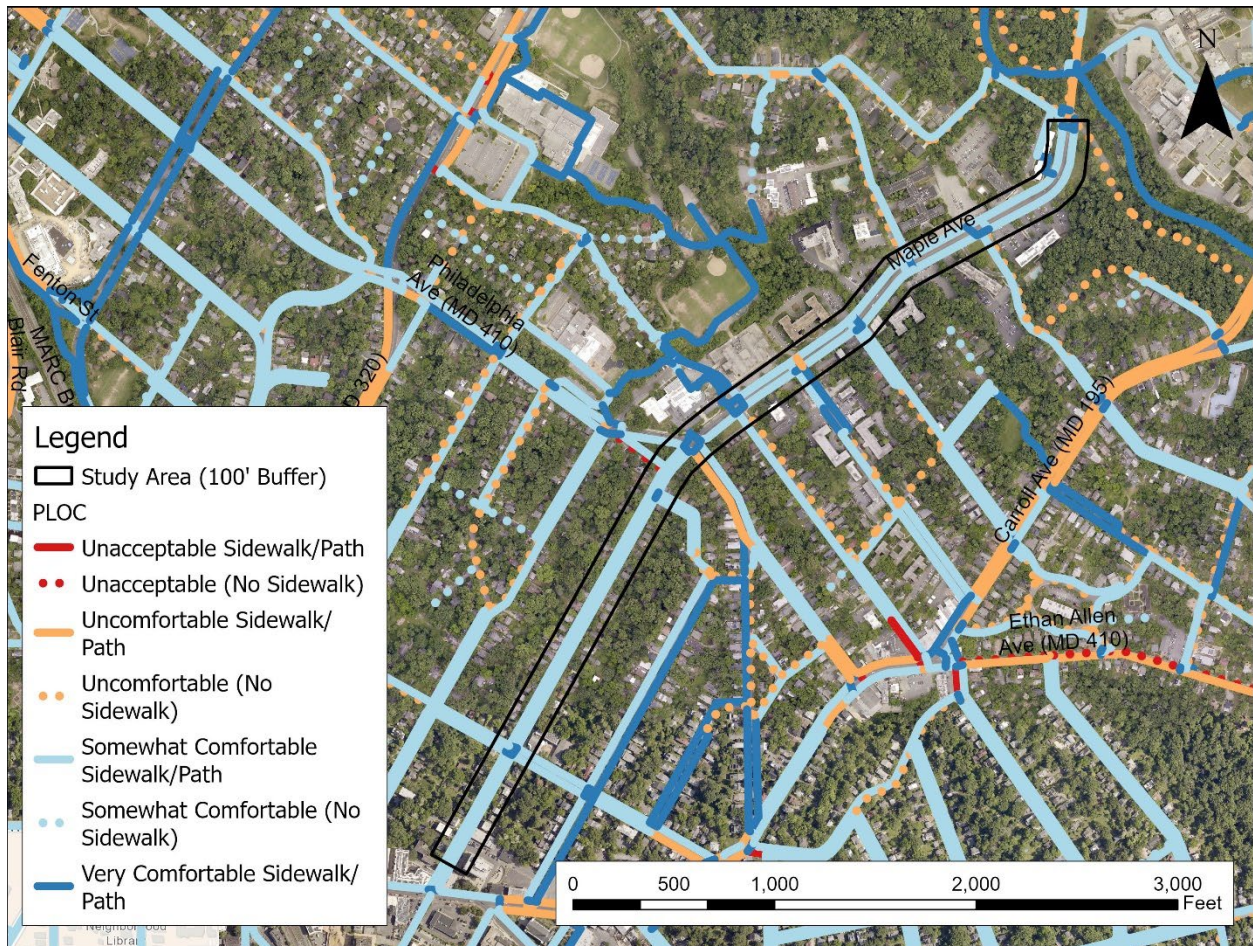 N
Maple Ave
Philadelphia
Ave (MD 410)
Fenton St
Blair Rd
Carroll Ave (MD 195)
Ethan Allen
Ave (MD 410)
320)
Legend
Study Area (100' Buffer)
PLOC
Unacceptable Sidewalk/Path
Unacceptable (No Sidewalk)
Uncomfortable Sidewalk/
Path
Uncomfortable (No
Sidewalk)
Somewhat Comfortable
Sidewalk/Path
Somewhat Comfortable (No
Sidewalk)
Very Comfortable Sidewalk/
Path
0 500 1,000 2,000 3,000
Feet